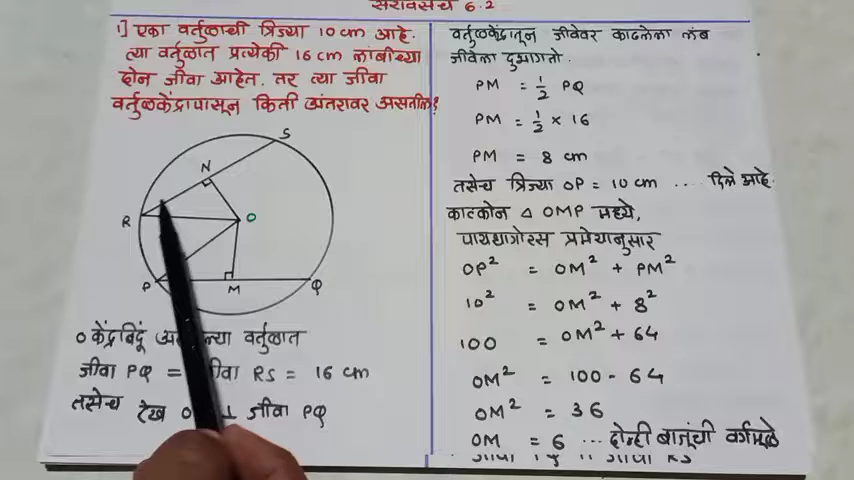 सरावसंच 6.2
1] एका वर्तुळाची त्रिज्या 10 cm आहे.
त्या वर्तुळात प्रत्येकी 16 cm लांबीच्या
दोन जीवा आहेत. तर त्या जीवा
वर्तुळकेंद्रापासून किती अंतरावर असतील?
S
N
R
O
P
M
Q
O केंद्रबिंदू वर्तुळात
जीवा PQ = जीवा RS = 16 cm
तसेच रेख ⊥ जीवा PQ
वर्तुळकेंद्रातून जीवेवर काढलेला लंब
जीवेला दुभागतो.
PM = 1/2 PQ
PM = 1/2 × 16
PM = 8 cm
तसेच त्रिज्या OP = 10 cm .... दिले आहे.
काटकोन △ OMP मध्ये,
पायथागोरस प्रमेयानुसार
OP² = OM² + PM²
10² = OM² + 8²
100 = OM² + 64
OM² = 100 - 64
OM² = 36
OM = 6 ... दोन्ही बाजूंची वर्गमूळे